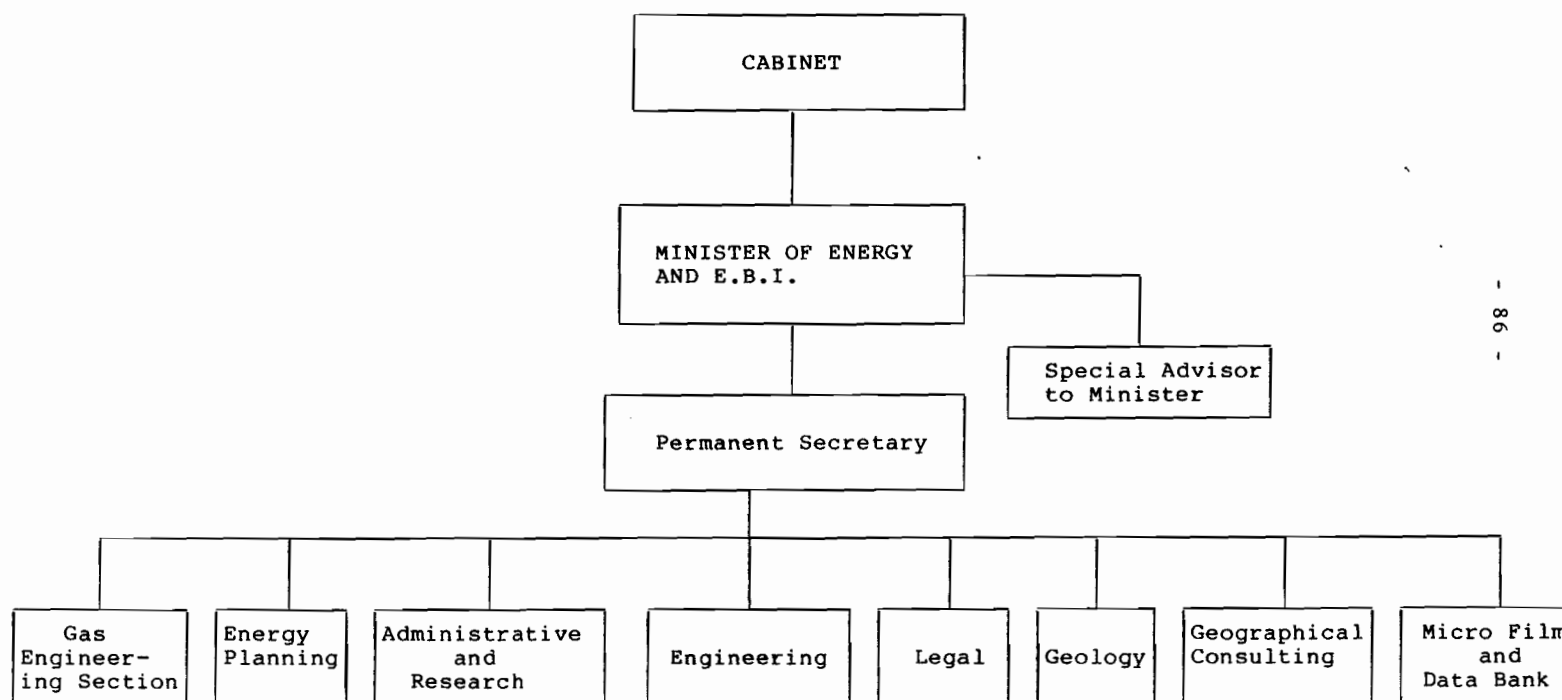 CABINET
MINISTER OF ENERGY
AND E.B.I.
- 86 -
Special Advisor
to Minister
Permanent Secretary
Gas
Engineer-
ing Section
Energy
Planning
Administrative
and
Research
Engineering
Legal
Geology
Geographical
Consulting
Micro Film
and
Data Bank